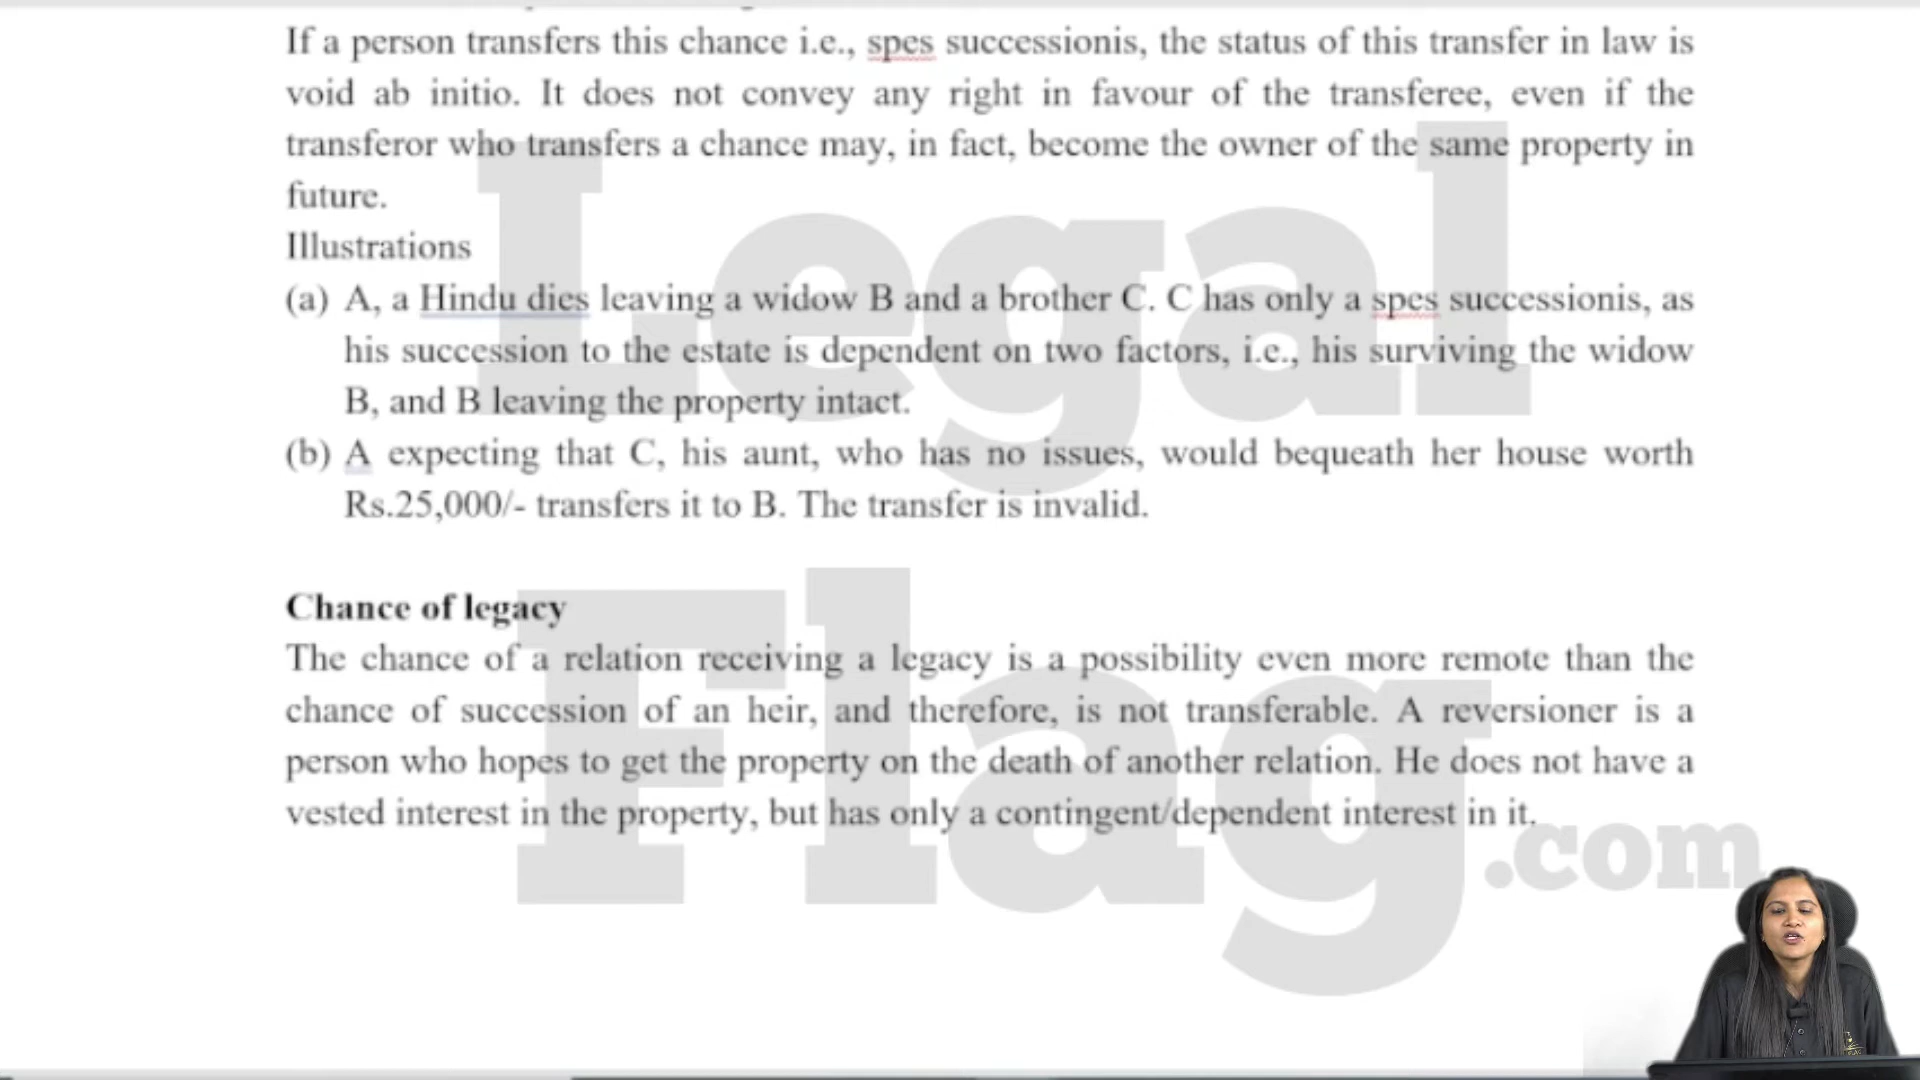 If a person transfers this chance i.e., spes successionis, the status of this transfer in law is
void ab initio. It does not convey any right in favour of the transferee, even if the
transferor who transfers a chance may, in fact, become the owner of the same property in
future.
Illustrations
(a) A, a Hindu dies leaving a widow B and a brother C. C has only a spes successionis, as
his succession to the estate is dependent on two factors, i.e., his surviving the widow
B, and B leaving the property intact.
(b) A expecting that C, his aunt, who has no issues, would bequeath her house worth
Rs.25,000/- transfers it to B. The transfer is invalid.
Chance of legacy
The chance of a relation receiving a legacy is a possibility even more remote than the
chance of succession of an heir, and therefore, is not transferable. A reversioner is a
person who hopes to get the property on the death of another relation. He does not have a
vested interest in the property, but has only a contingent/dependent interest in it.
Legal
Flag
.com